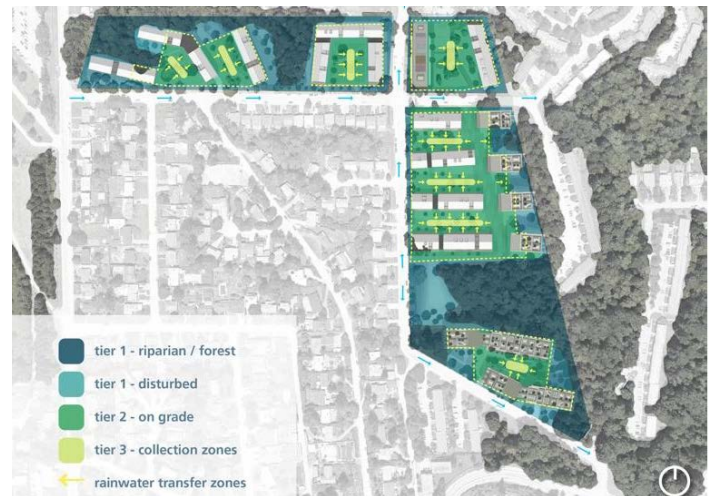 tier 1 - riparian / forest
tier 1 - disturbed
tier 2 - on grade
tier 3 - collection zones
rainwater transfer zones